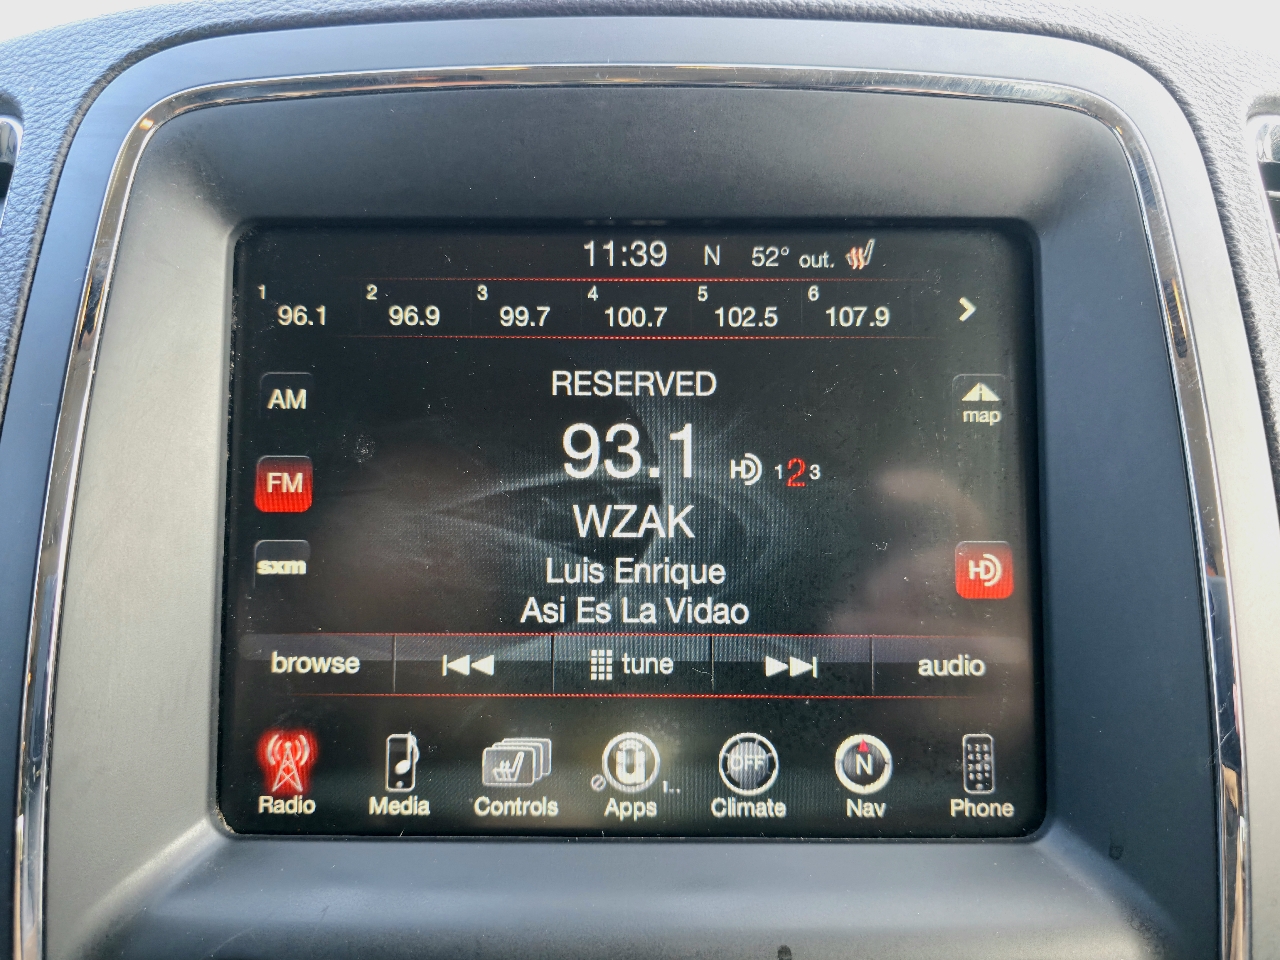 11:39 N 52° out.
1 96.1 2 96.9 3 99.7 4 100.7 5 102.5 6 107.9
RESERVED
AM
map
93.1 HD 1 2 3
FM
WZAK
sxm
Luis Enrique
HD
Asi Es La Vidao
browse tune audio
OFF N
Radio Media Controls Apps Climate Nav Phone